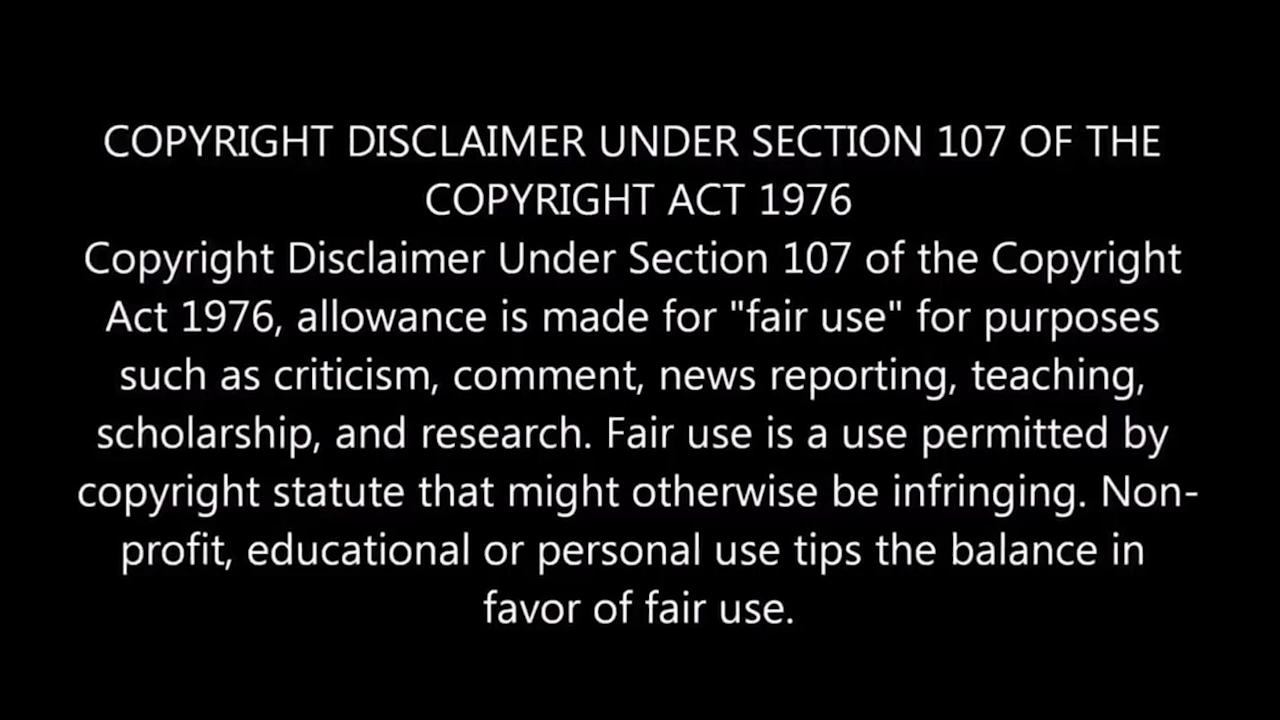 COPYRIGHT DISCLAIMER UNDER SECTION 107 OF THE
COPYRIGHT ACT 1976
Copyright Disclaimer Under Section 107 of the Copyright
Act 1976, allowance is made for "fair use" for purposes
such as criticism, comment, news reporting, teaching,
scholarship, and research. Fair use is a use permitted by
copyright statute that might otherwise be infringing. Non-
profit, educational or personal use tips the balance in
favor of fair use.